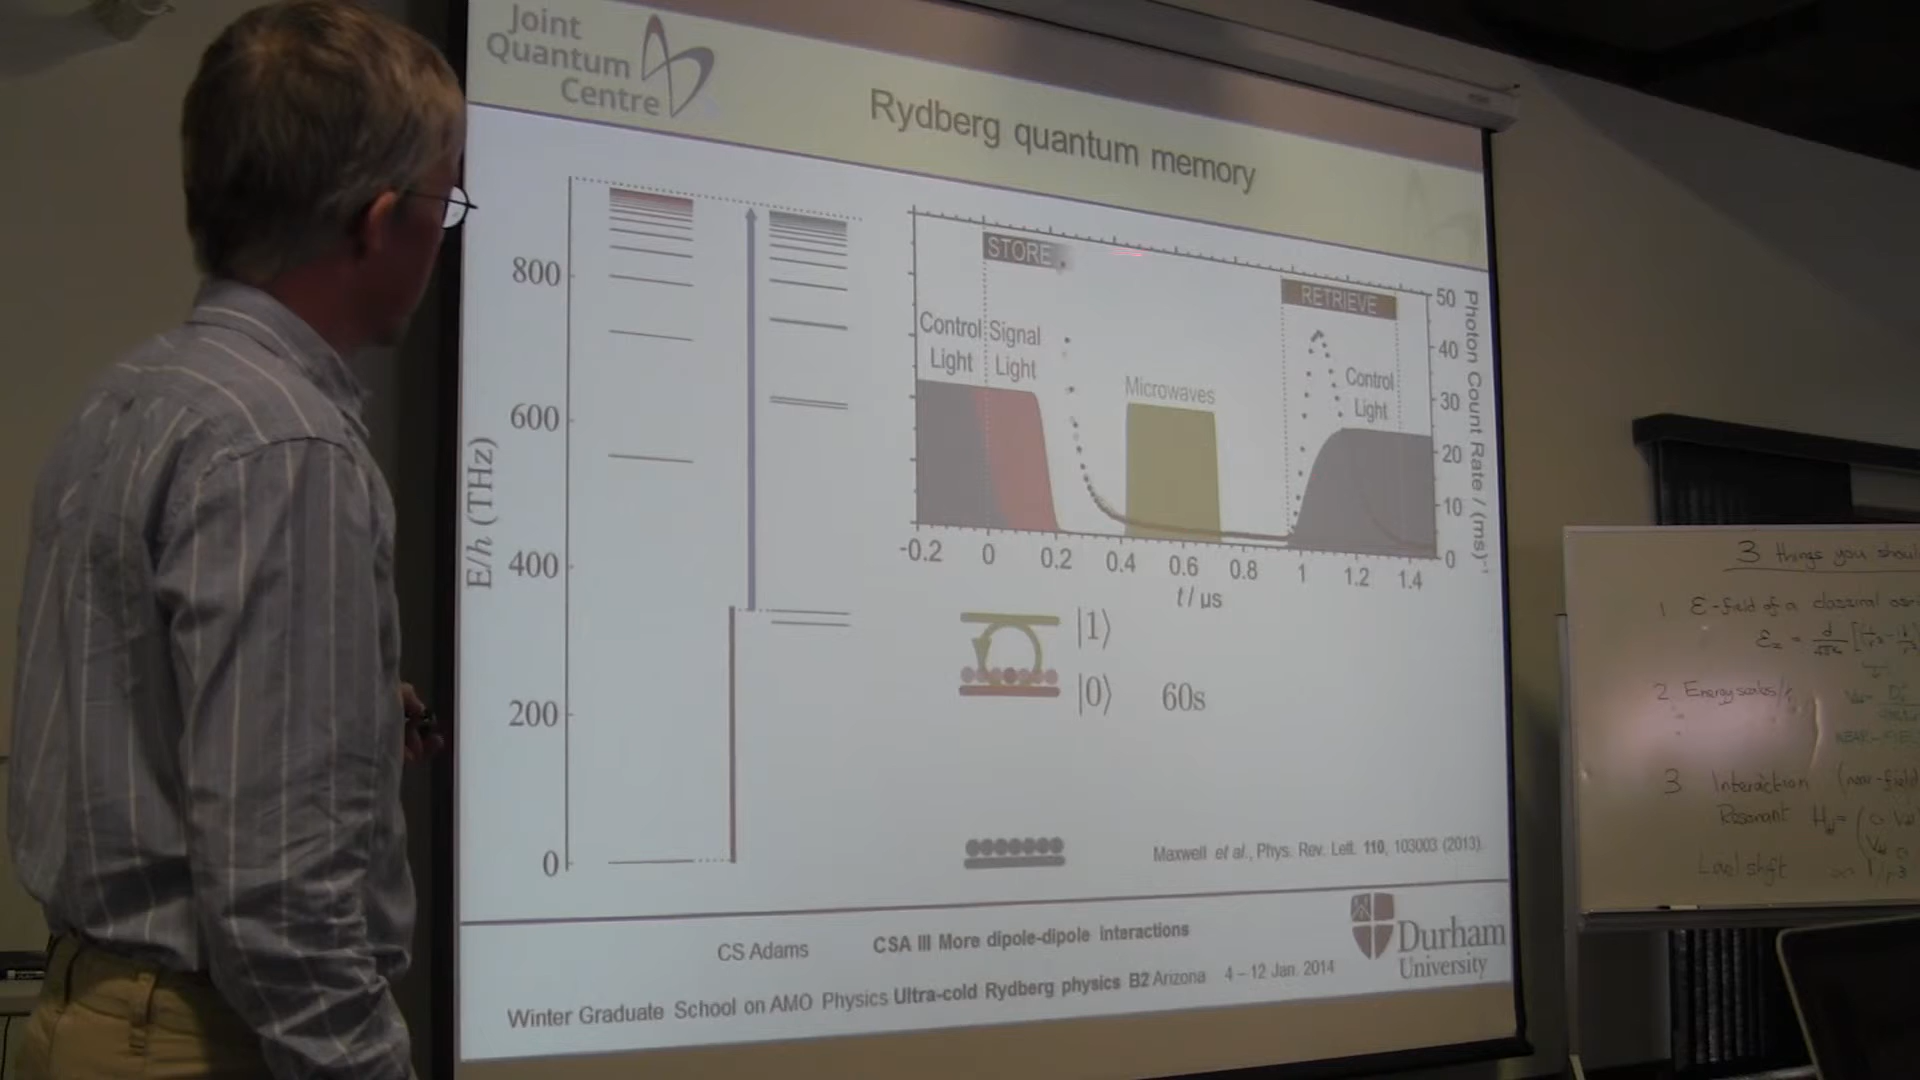 Joint
Quantum
Centre
Rydberg quantum memory
800
600
400
200
0
E/h (THz)
STORE
RETRIEVE
Control
Light
Signal
Light
Microwaves
Control
Light
50
40
30
20
10
0
Photon Count Rate / (ms)⁻¹
-0.2 0 0.2 0.4 0.6 0.8 1 1.2 1.4
t / µs
|1⟩
|0⟩ 60s
Maxwell et al., Phys. Rev. Lett. 110, 103003 (2013).
CS Adams CSA III More dipole-dipole interactions
Winter Graduate School on AMO Physics Ultra-cold Rydberg physics B2 Arizona 4 – 12 Jan. 2014
Durham
University
3 things you
1 E-field of a classical
2 Energy scales
3 Interaction (near-field
Resonant
Level shift